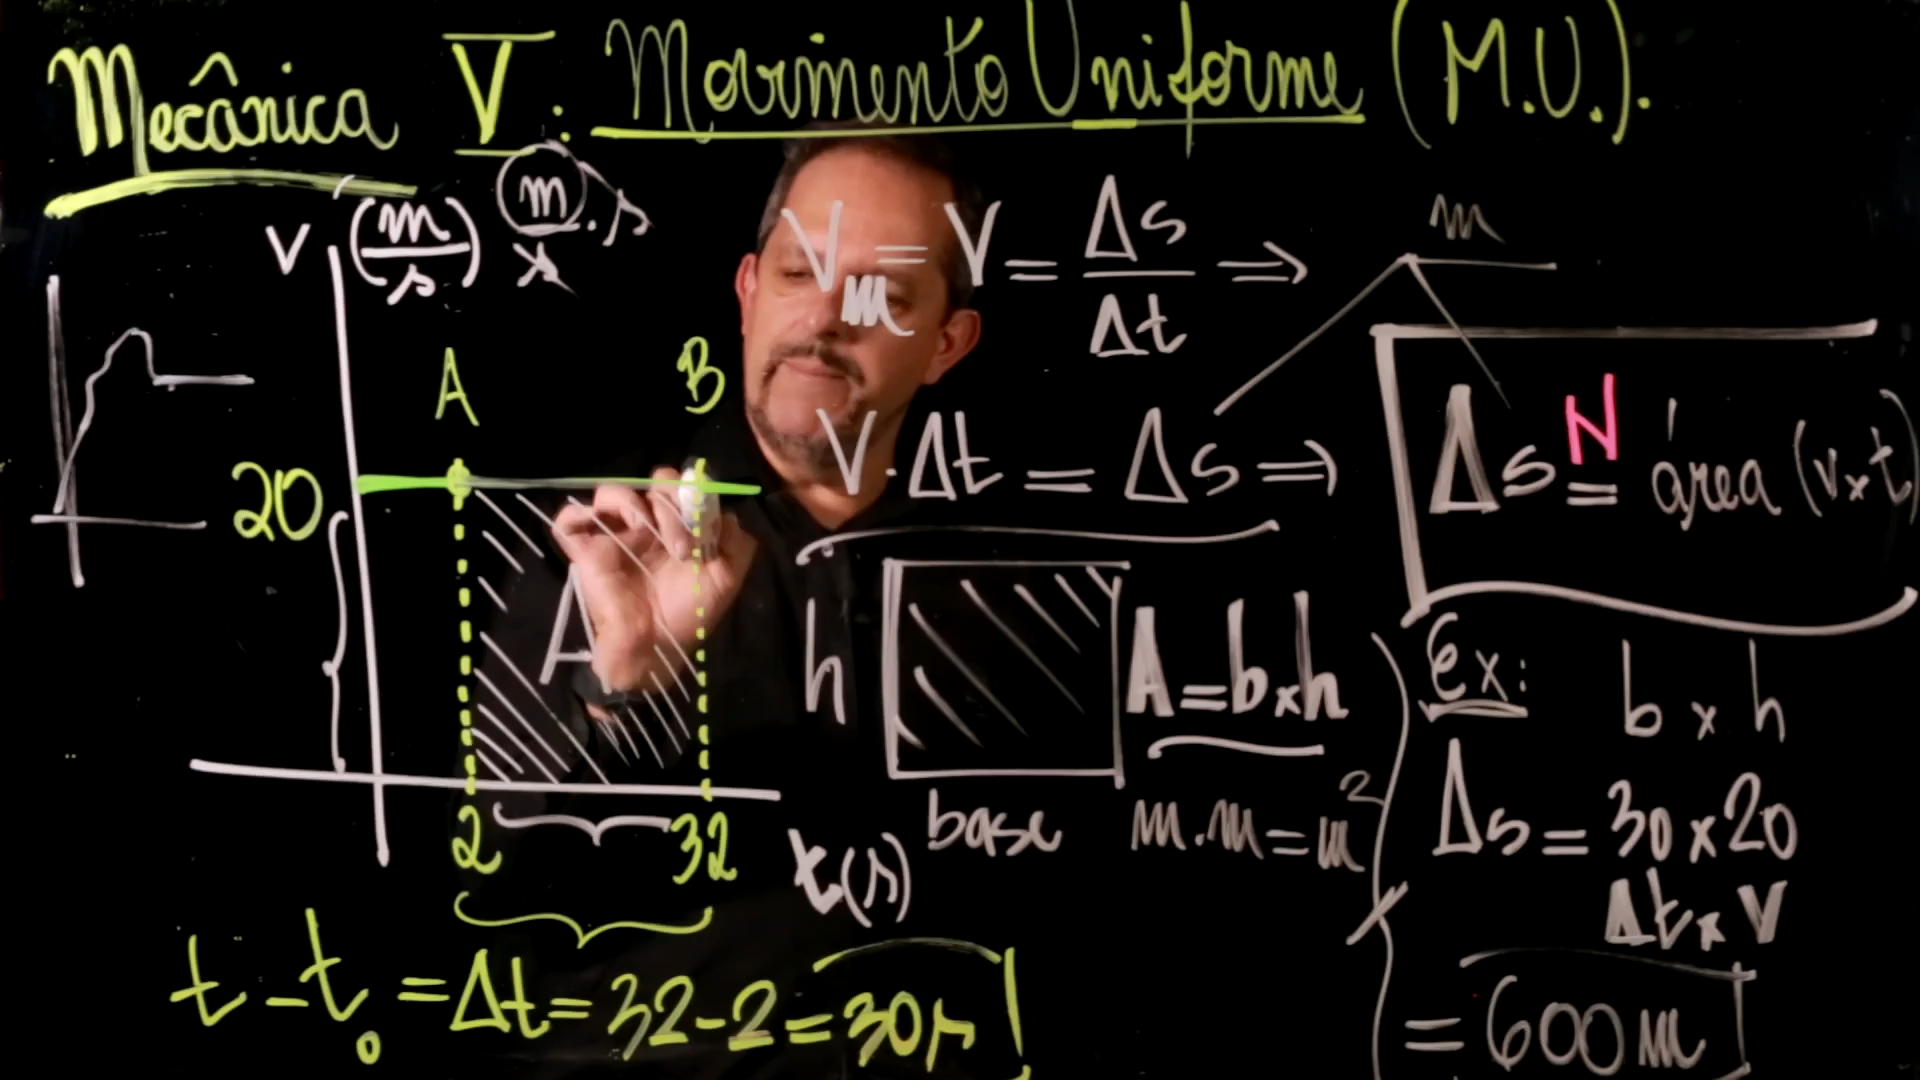 Mecânica V: Movimento Uniforme (M.U.).
v (m/s) m/s . s
Vm = V = Δs/Δt ⇒
m
A B
20
V.Δt = Δs ⇒
Δs N= área (v×t)
A
h
A = b×h
base
m.m = m²
2 32 t(s)
t - t₀ = Δt = 32 - 2 = 30s
Ex: b × h
Δs = 30 × 20
Δt × V
= 600m